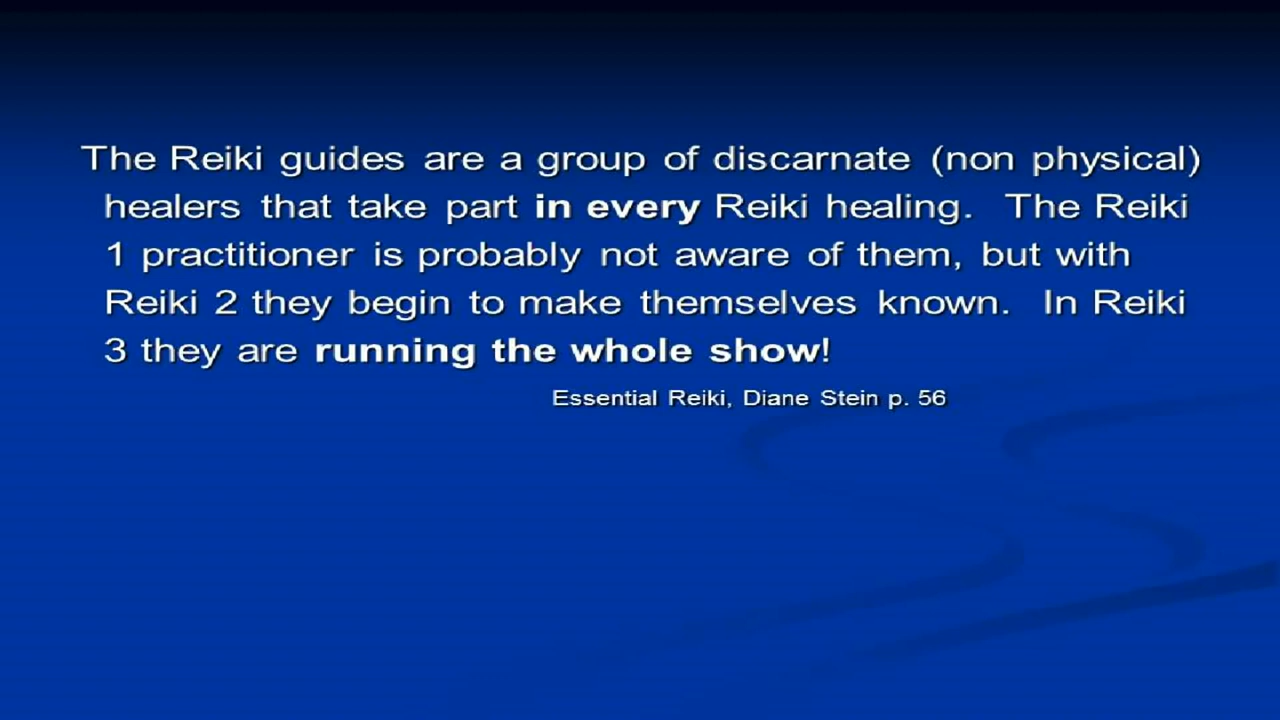 The Reiki guides are a group of discarnate (non physical)
healers that take part in every Reiki healing. The Reiki
1 practitioner is probably not aware of them, but with
Reiki 2 they begin to make themselves known. In Reiki
3 they are running the whole show!
Essential Reiki, Diane Stein p. 56